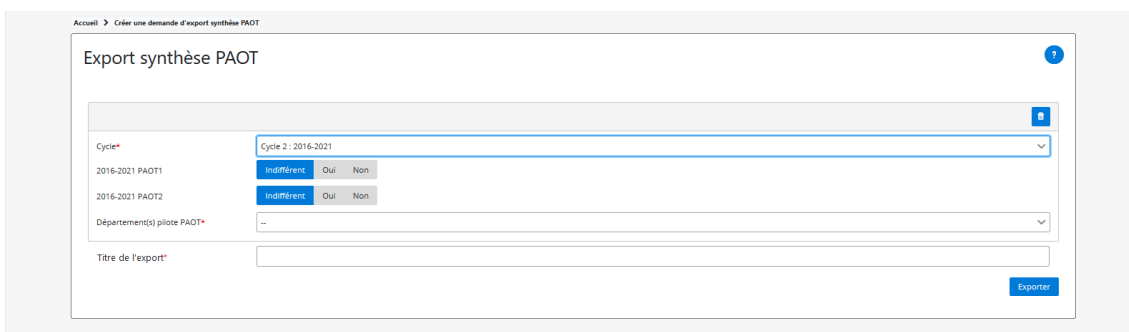 Accueil > Créer une demande d'export synthèse PAOT
Export synthèse PAOT
?
Cycle*
Cycle 2 : 2016-2021
2016-2021 PAOT1
Indifférent Oui Non
2016-2021 PAOT2
Indifférent Oui Non
Département(s) pilote PAOT*
--
Titre de l'export*
Exporter